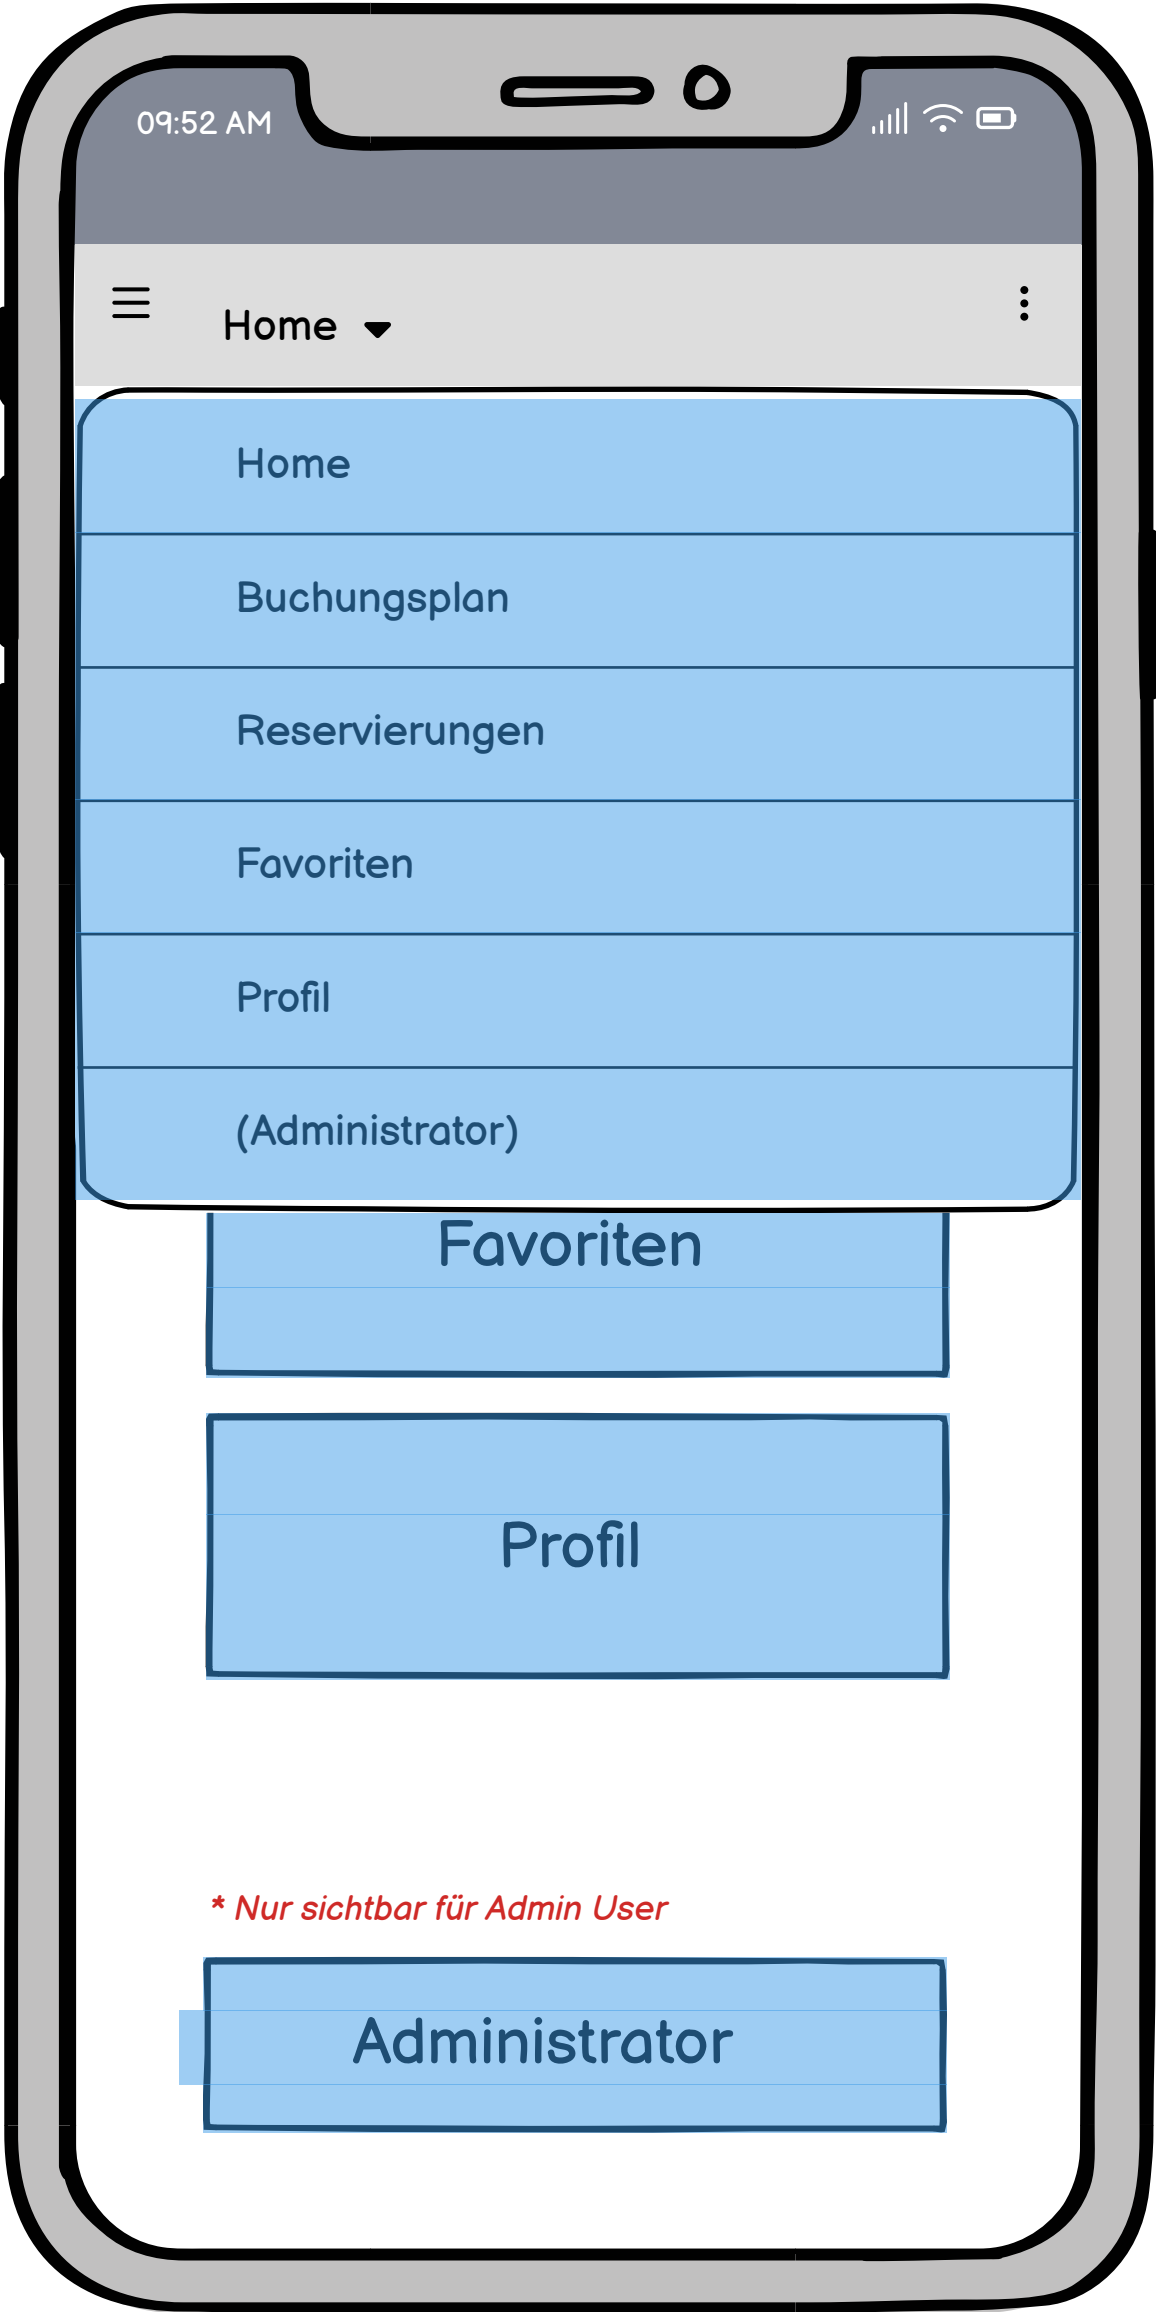 09:52 AM
Home
Home
Buchungsplan
Reservierungen
Favoriten
Profil
(Administrator)
Favoriten
Profil
* Nur sichtbar für Admin User
Administrator